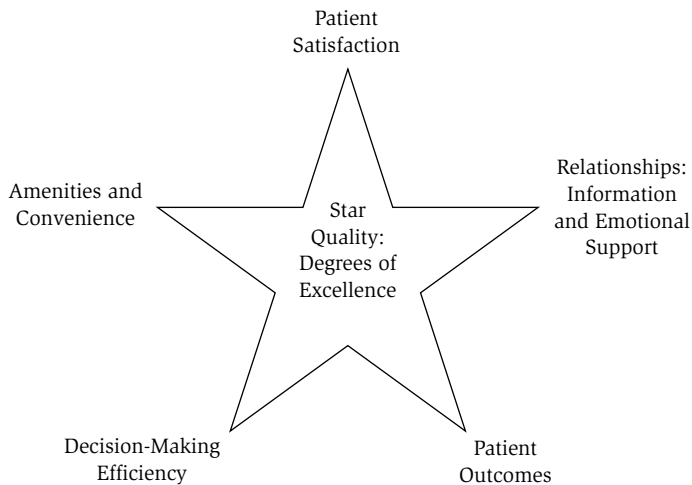 Patient
Satisfaction
Amenities and
Convenience
Relationships:
Information
and Emotional
Support
Star
Quality:
Degrees of
Excellence
Decision-Making
Efficiency
Patient
Outcomes